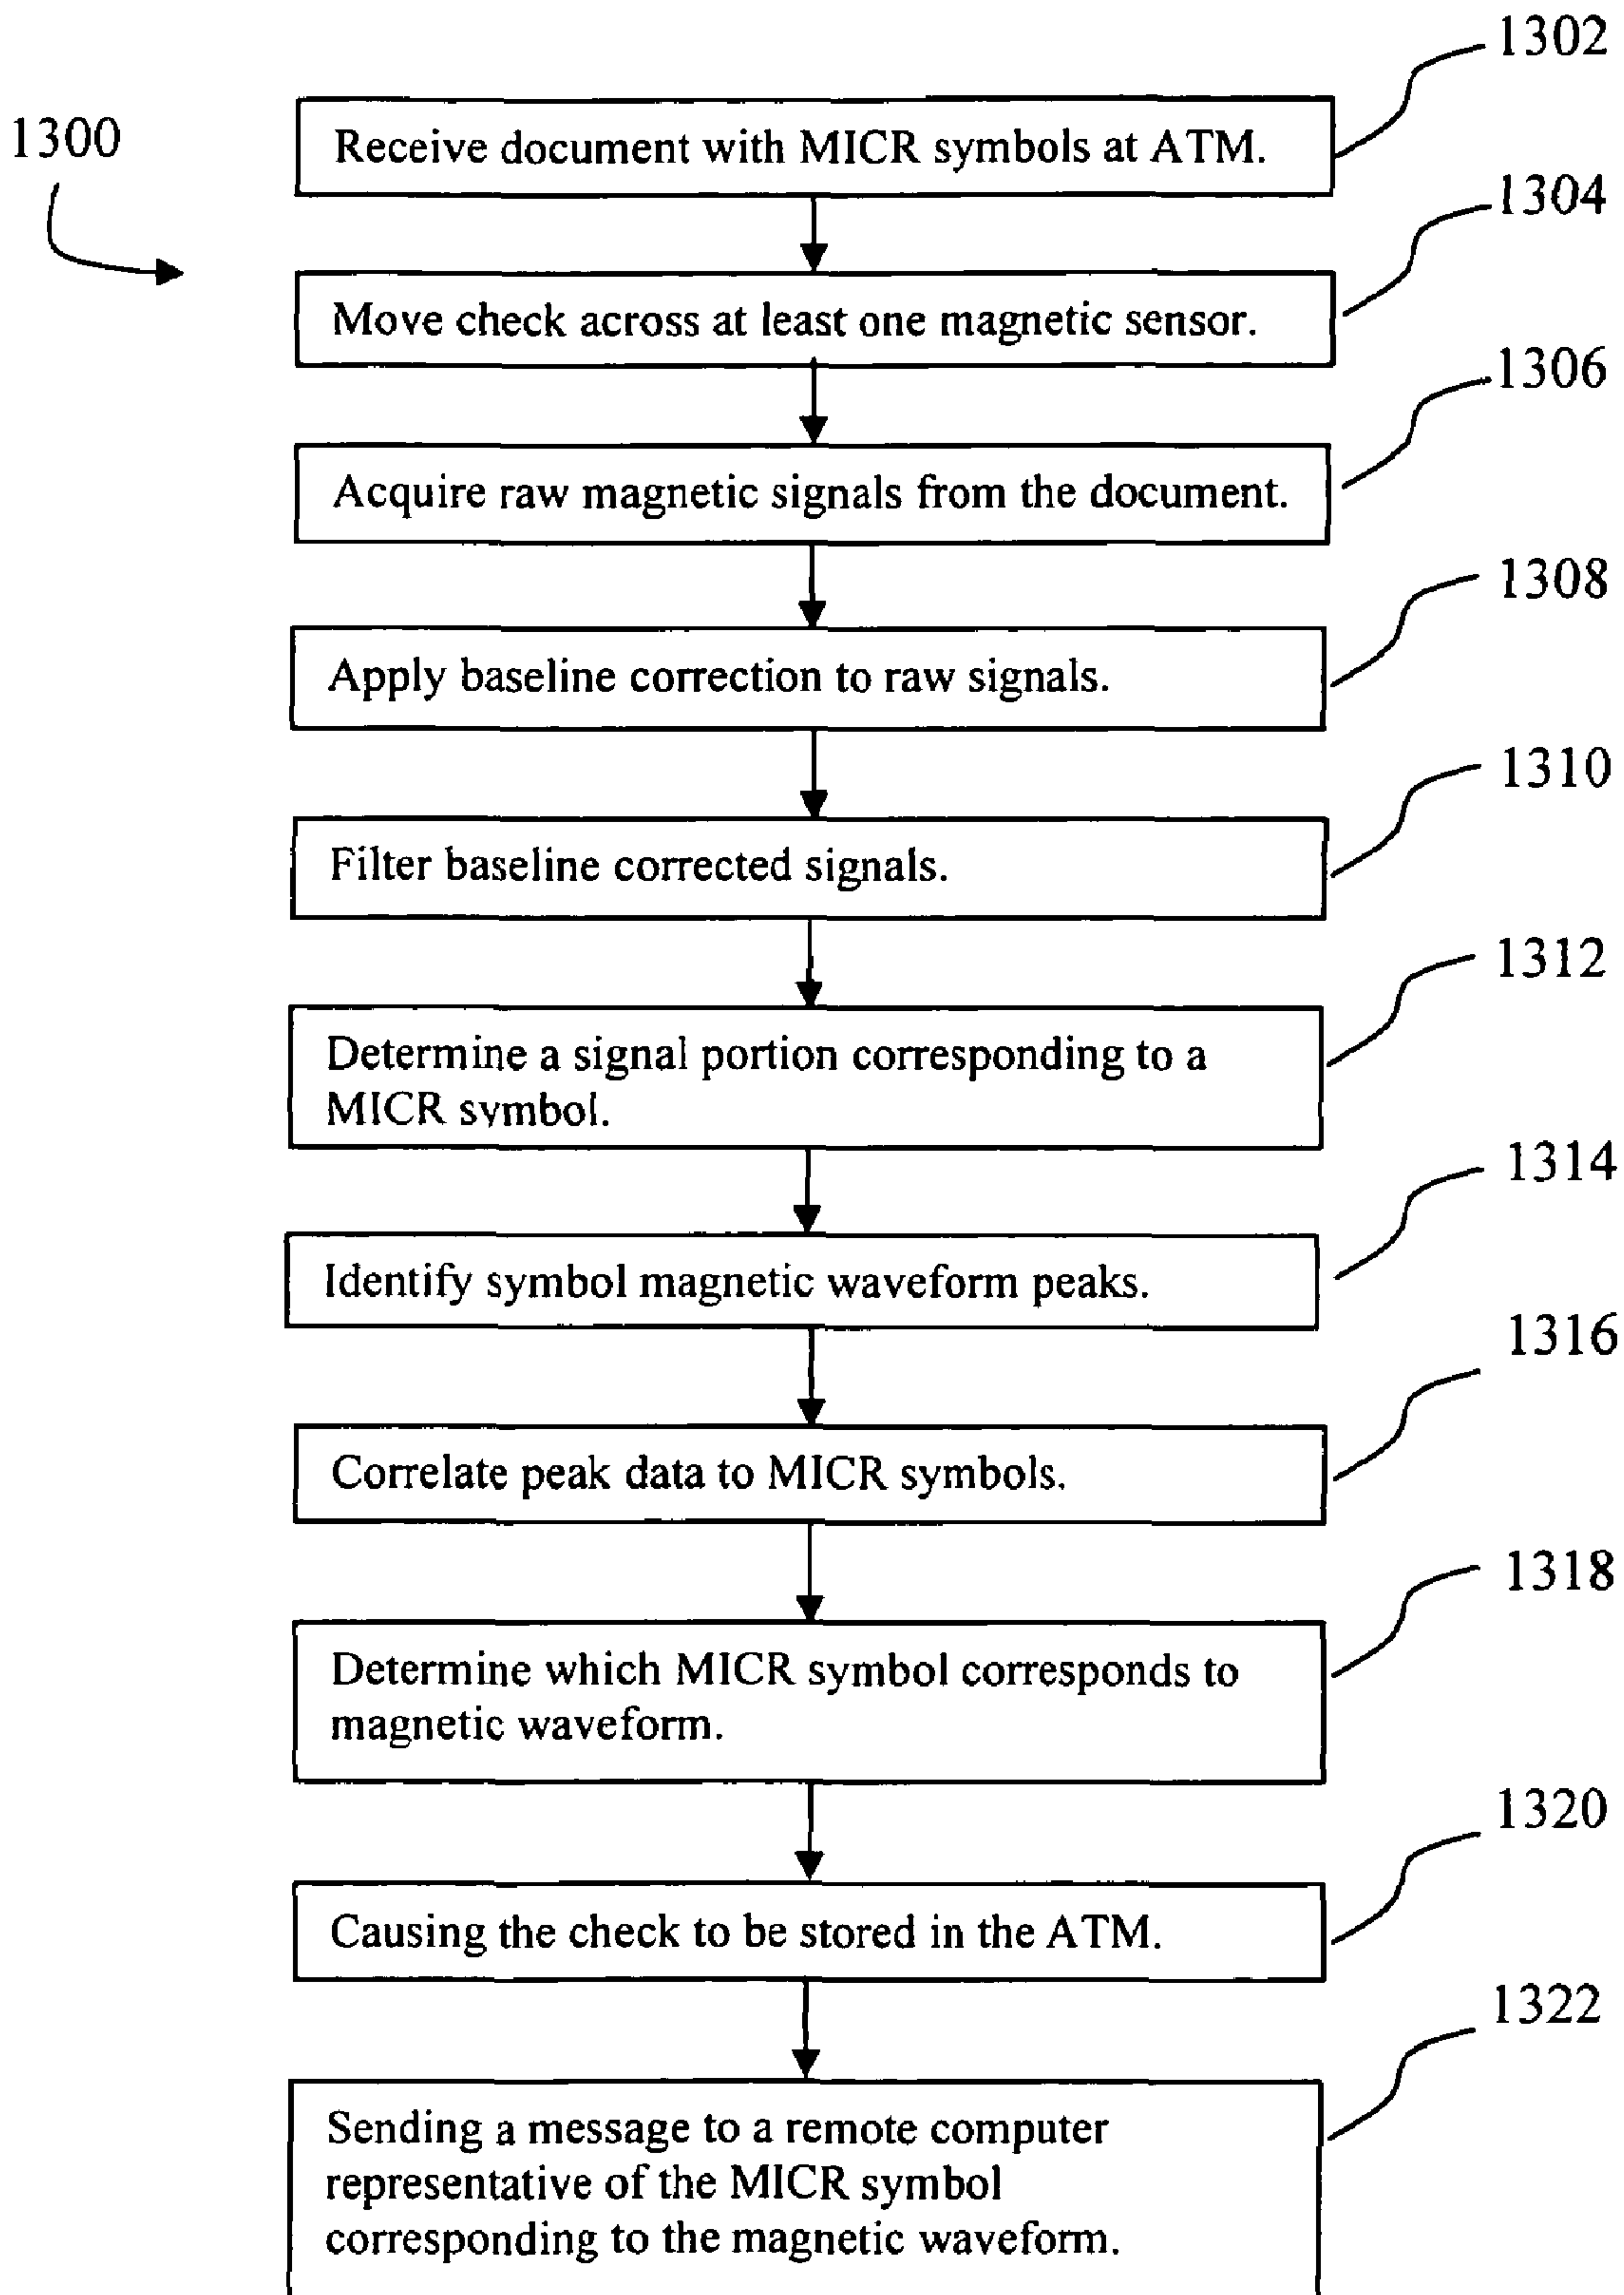 1302
1300
Receive document with MICR symbols at ATM.
1304
Move check across at least one magnetic sensor.
1306
Acquire raw magnetic signals from the document.
1308
Apply baseline correction to raw signals.
1310
Filter baseline corrected signals.
1312
Determine a signal portion corresponding to a
MICR symbol.
1314
Identify symbol magnetic waveform peaks.
1316
Correlate peak data to MICR symbols.
1318
Determine which MICR symbol corresponds to
magnetic waveform.
1320
Causing the check to be stored in the ATM.
1322
Sending a message to a remote computer
representative of the MICR symbol
corresponding to the magnetic waveform.